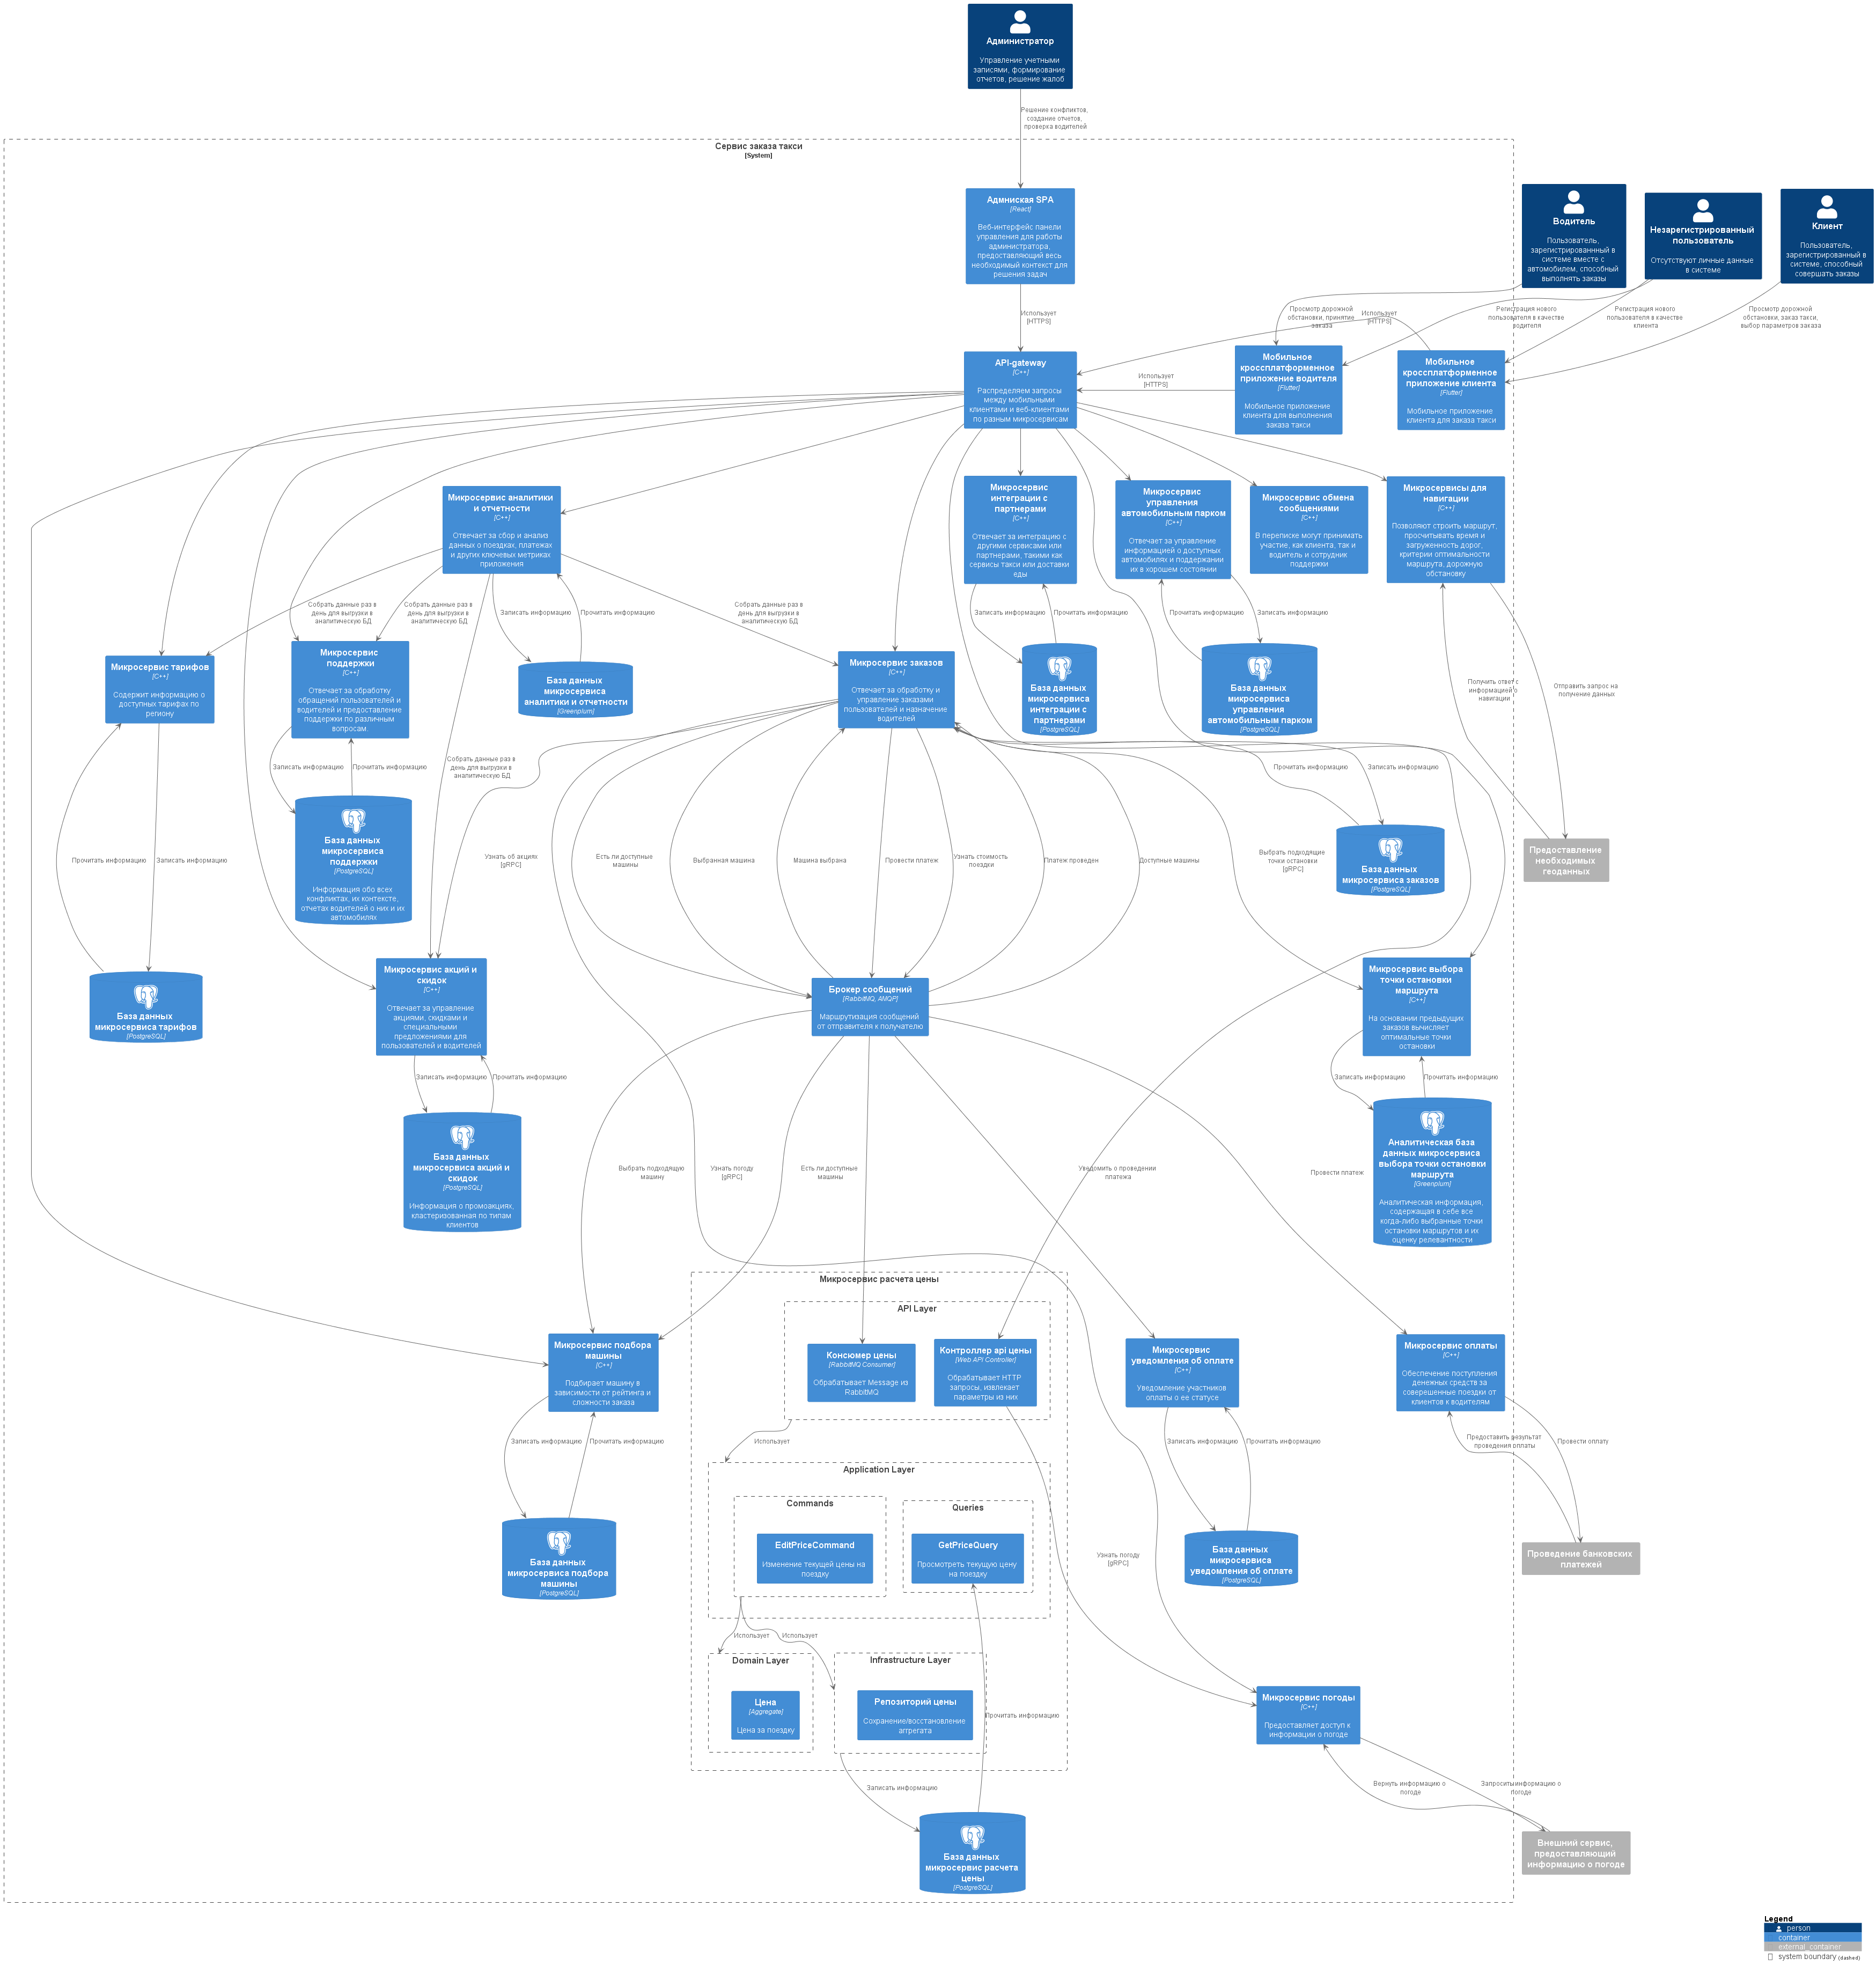 Администратор
Управление учетными
записями, формирование
отчетов, решение жалоб
Решение конфликтов,
создание отчетов,
проверка водителей
Сервис заказа такси
[System]
Адмниская SPA
[React]
Веб-интерфейс панели
управления для работы
администратора,
предоставляющий весь
необходимый контекст для
решения задач
Водитель
Пользователь,
зарегистрированнный в
системе вместе с
автомобилем, способный
выполнять заказы
Незарегистрированный
пользователь
Отсутствуют личные данные
в системе
Клиент
Пользователь,
зарегистрированный в
системе, способный
совершать заказы
Использует
[HTTPS]
Просмотр дорожной
обстановки, принятие
заказа
Использует
[HTTPS]
Регистрация нового
пользователя в качестве
водителя
Регистрация нового
пользователя в качестве
клиента
Просмотр дорожной
обстановки, заказ такси,
выбор параметров заказа
API-gateway
[C++]
Распределяем запросы
между мобильными
клиентами и веб-клиентами
по разным микросервисам
Использует
[HTTPS]
Мобильное
кроссплатформенное
приложение водителя
[Flutter]
Мобильное приложение
клиента для выполнения
заказа такси
Мобильное
кроссплатформенное
приложение клиента
[Flutter]
Мобильное приложение
клиента для заказа такси
Микросервис аналитики
и отчетности
[C++]
Отвечает за сбор и анализ
данных о поездках, платежах
и других ключевых метриках
приложения
Микросервис
интеграции с
партнерами
[C++]
Отвечает за интеграцию с
другими сервисами или
партнерами, такими как
сервисы такси или доставки
еды
Микросервис
управления
автомобильным парком
[C++]
Отвечает за управление
информацией о доступных
автомобилях и поддержании
их в хорошем состоянии
Микросервис обмена
сообщениями
[C++]
В переписке могут принимать
участие, как клиента, так и
водитель и сотрудник
поддержки
Микросервисы для
навигации
[C++]
Позволяют строить маршрут,
просчитывать время и
загруженность дорог,
критерии оптимальности
маршрута, дорожную
обстановку
Собрать данные раз в
день для выгрузки в
аналитическую БД
Собрать данные раз в
день для выгрузки в
аналитическую БД
Записать информацию
Прочитать информацию
Собрать данные раз в
день для выгрузки в
аналитическую БД
Записать информацию
Прочитать информацию
Прочитать информацию
Записать информацию
Микросервис тарифов
[C++]
Содержит информацию о
доступных тарифах по
региону
Микросервис
поддержки
[C++]
Отвечает за обработку
обращений пользователей и
водителей и предоставление
поддержки по различным
вопросам.
База данных
микросервиса
аналитики и отчетности
[Greenplum]
Микросервис заказов
[C++]
Отвечает за обработку и
управление заказами
пользователей и назначение
водителей
База данных
микросервиса
интеграции с
партнерами
[PostgreSQL]
База данных
микросервиса
управления
автомобильным парком
[PostgreSQL]
Получить ответ с
информацией о
навигации
Отправить запрос на
получение данных
Записать информацию
Прочитать информацию
Собрать данные раз в
день для выгрузки в
аналитическую БД
Прочитать информацию
Записать информацию
Прочитать информацию
Записать информацию
База данных
микросервиса
поддержки
[PostgreSQL]
Информация обо всех
конфликтах, их контексте,
отчетах водителей о них и их
автомобилях
Узнать об акциях
[gRPC]
Есть ли доступные
машины
Выбранная машина
Машина выбрана
Провести платеж
Узнать стоимость
поездки
Платеж проведен
Доступные машины
Выбрать подходящие
точки остановки
[gRPC]
База данных
микросервиса заказов
[PostgreSQL]
Предоставление
необходимых
геоданных
База данных
микросервиса тарифов
[PostgreSQL]
Микросервис акций и
скидок
[C++]
Отвечает за управление
акциями, скидками и
специальными
предложениями для
пользователей и водителей
Брокер сообщений
[RabbitMQ, AMQP]
Маршрутизация сообщений
от отправителя к получателю
Микросервис выбора
точки остановки
маршрута
[C++]
На основании предыдущих
заказов вычисляет
оптимальные точки
остановки
Записать информацию
Прочитать информацию
Записать информацию
Прочитать информацию
База данных
микросервиса акций и
скидок
[PostgreSQL]
Информация о промоакциях,
кластеризованная по типам
клиентов
Выбрать подходящую
машину
Узнать погоду
[gRPC]
Есть ли доступные
машины
Уведомить о проведении
платежа
Провести платеж
Аналитическая база
данных микросервиса
выбора точки остановки
маршрута
[Greenplum]
Аналитическая информация,
содержащая в себе все
когда-либо выбранные точки
остановки маршрутов и их
оценку релевантности
Микросервис расчета цены
API Layer
Микросервис подбора
машины
[C++]
Подбирает машину в
зависимости от рейтинга и
сложности заказа
Консюмер цены
[RabbitMQ Consumer]
Обрабатывает Message из
RabbitMQ
Контроллер api цены
[Web API Controller]
Обрабатывает HTTP
запросы, извлекает
параметры из них
Микросервис
уведомления об оплате
[C++]
Уведомление участников
оплаты о ее статусе
Микросервис оплаты
[C++]
Обеспечение поступления
денежных средств за
соверешенные поездки от
клиентов к водителям
Записать информацию
Прочитать информацию
Использует
Записать информацию
Прочитать информацию
Предоставить результат
проведения оплаты
Провести оплату
Application Layer
Commands
EditPriceCommand
Изменение текущей цены на
поездку
Queries
GetPriceQuery
Просмотреть текущую цену
на поездку
База данных
микросервиса подбора
машины
[PostgreSQL]
Узнать погоду
[gRPC]
База данных
микросервиса
уведомления об оплате
[PostgreSQL]
Проведение банковских
платежей
Использует
Использует
Domain Layer
Цена
[Aggregate]
Цена за поездку
Infrastructure Layer
Репозиторий цены
Сохранение/восстановление
аггрегата
Прочитать информацию
Микросервис погоды
[C++]
Предоставляет доступ к
информации о погоде
Записать информацию
Вернуть информацию о
погоде
Запросить информацию о
погоде
База данных
микросервис расчета
цены
[PostgreSQL]
Внешний сервис,
предоставляющий
информацию о погоде
Legend
person
container
external_container
system boundary (dashed)